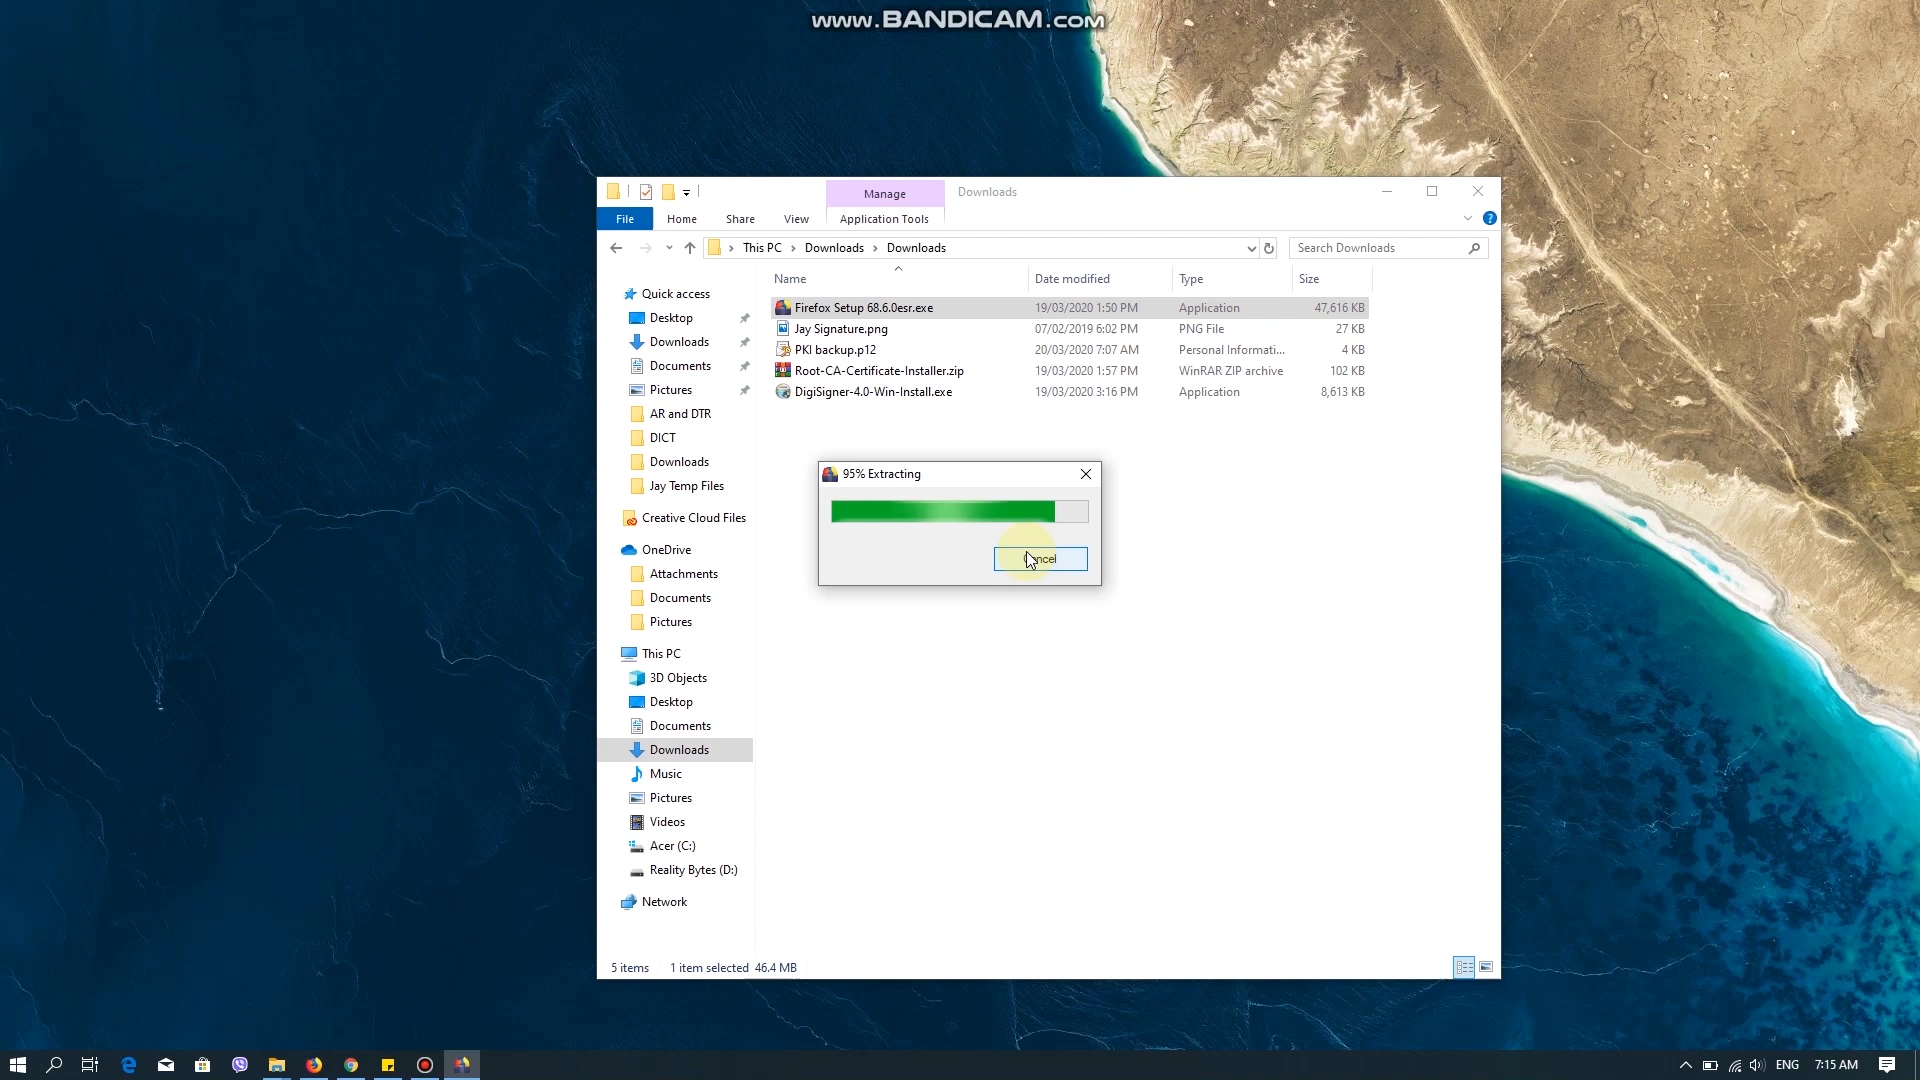 www.BANDICAM.com
Manage
Downloads
File
Home
Share
View
Application Tools
This PC
Downloads
Downloads
Search Downloads
Name
Date modified
Type
Size
Firefox Setup 68.6.0esr.exe 19/03/2020 1:50 PM Application 47,616 KB
Jay Signature.png 07/02/2019 6:02 PM PNG File 27 KB
PKI backup.p12 20/03/2020 7:07 AM Personal Informati... 4 KB
Root-CA-Certificate-Installer.zip 19/03/2020 1:57 PM WinRAR ZIP archive 102 KB
DigiSigner-4.0-Win-Install.exe 19/03/2020 3:16 PM Application 8,613 KB
Quick access
Desktop
Downloads
Documents
Pictures
AR and DTR
DICT
Downloads
Jay Temp Files
Creative Cloud Files
OneDrive
Attachments
Documents
Pictures
This PC
3D Objects
Desktop
Documents
Downloads
Music
Pictures
Videos
Acer (C:)
Reality Bytes (D:)
Network
95% Extracting
Cancel
5 items
1 item selected 46.4 MB
ENG
7:15 AM